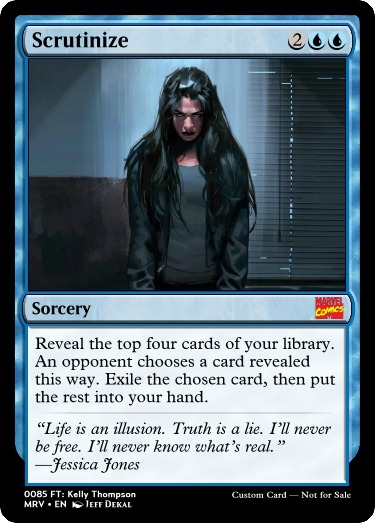 Scrutinize 2
Sorcery MARVEL
COMICS
Reveal the top four cards of your library.
An opponent chooses a card revealed
this way. Exile the chosen card, then put
the rest into your hand.
“Life is an illusion. Truth is a lie. I’ll never
be free. I’ll never know what’s real.”
—Jessica Jones
0085 FT: Kelly Thompson Custom Card — Not for Sale
MRV • EN JEFF DEKAL